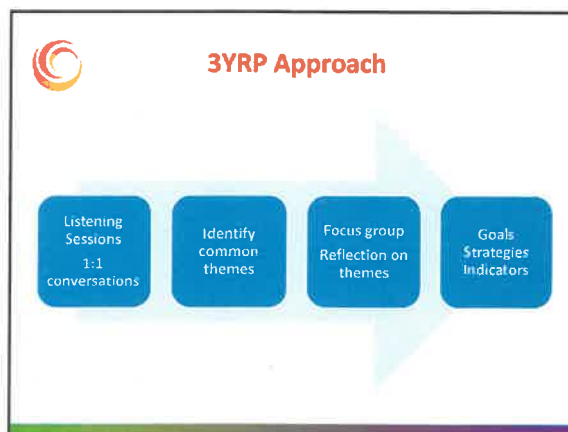 3YRP Approach
Listening
Sessions
1:1
conversations
Identify
common
themes
Focus group
Reflection on
themes
Goals
Strategies
Indicators